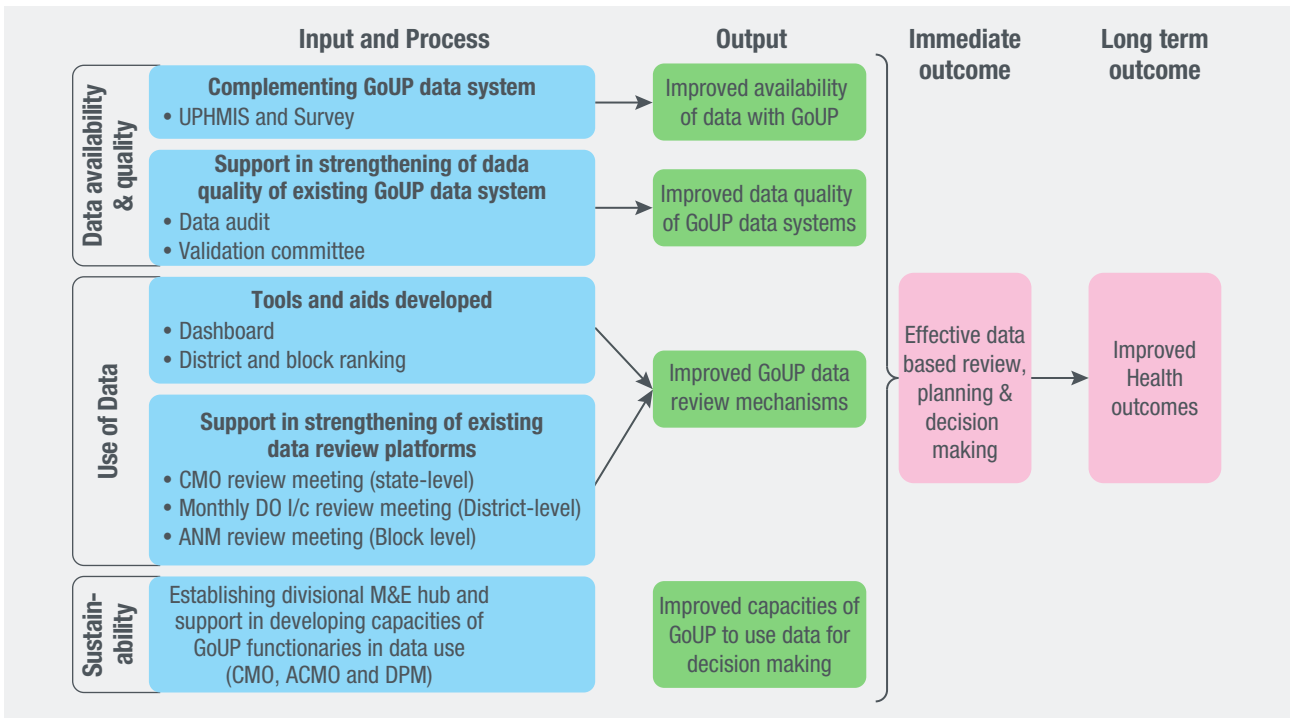 Input and Process
Output
Immediate
outcome
Long term
outcome
Data availability
& quality
Complementing GoUP data system
• UPHMIS and Survey
Improved availability
of data with GoUP
Support in strengthening of dada
quality of existing GoUP data system
• Data audit
• Validation committee
Improved data quality
of GoUP data systems
Use of Data
Tools and aids developed
• Dashboard
• District and block ranking
Support in strengthening of existing
data review platforms
• CMO review meeting (state-level)
• Monthly DO I/c review meeting (District-level)
• ANM review meeting (Block level)
Improved GoUP data
review mechanisms
Sustain-
ability
Establishing divisional M&E hub and
support in developing capacities of
GoUP functionaries in data use
(CMO, ACMO and DPM)
Improved capacities of
GoUP to use data for
decision making
Effective data
based review,
planning &
decision
making
Improved
Health
outcomes